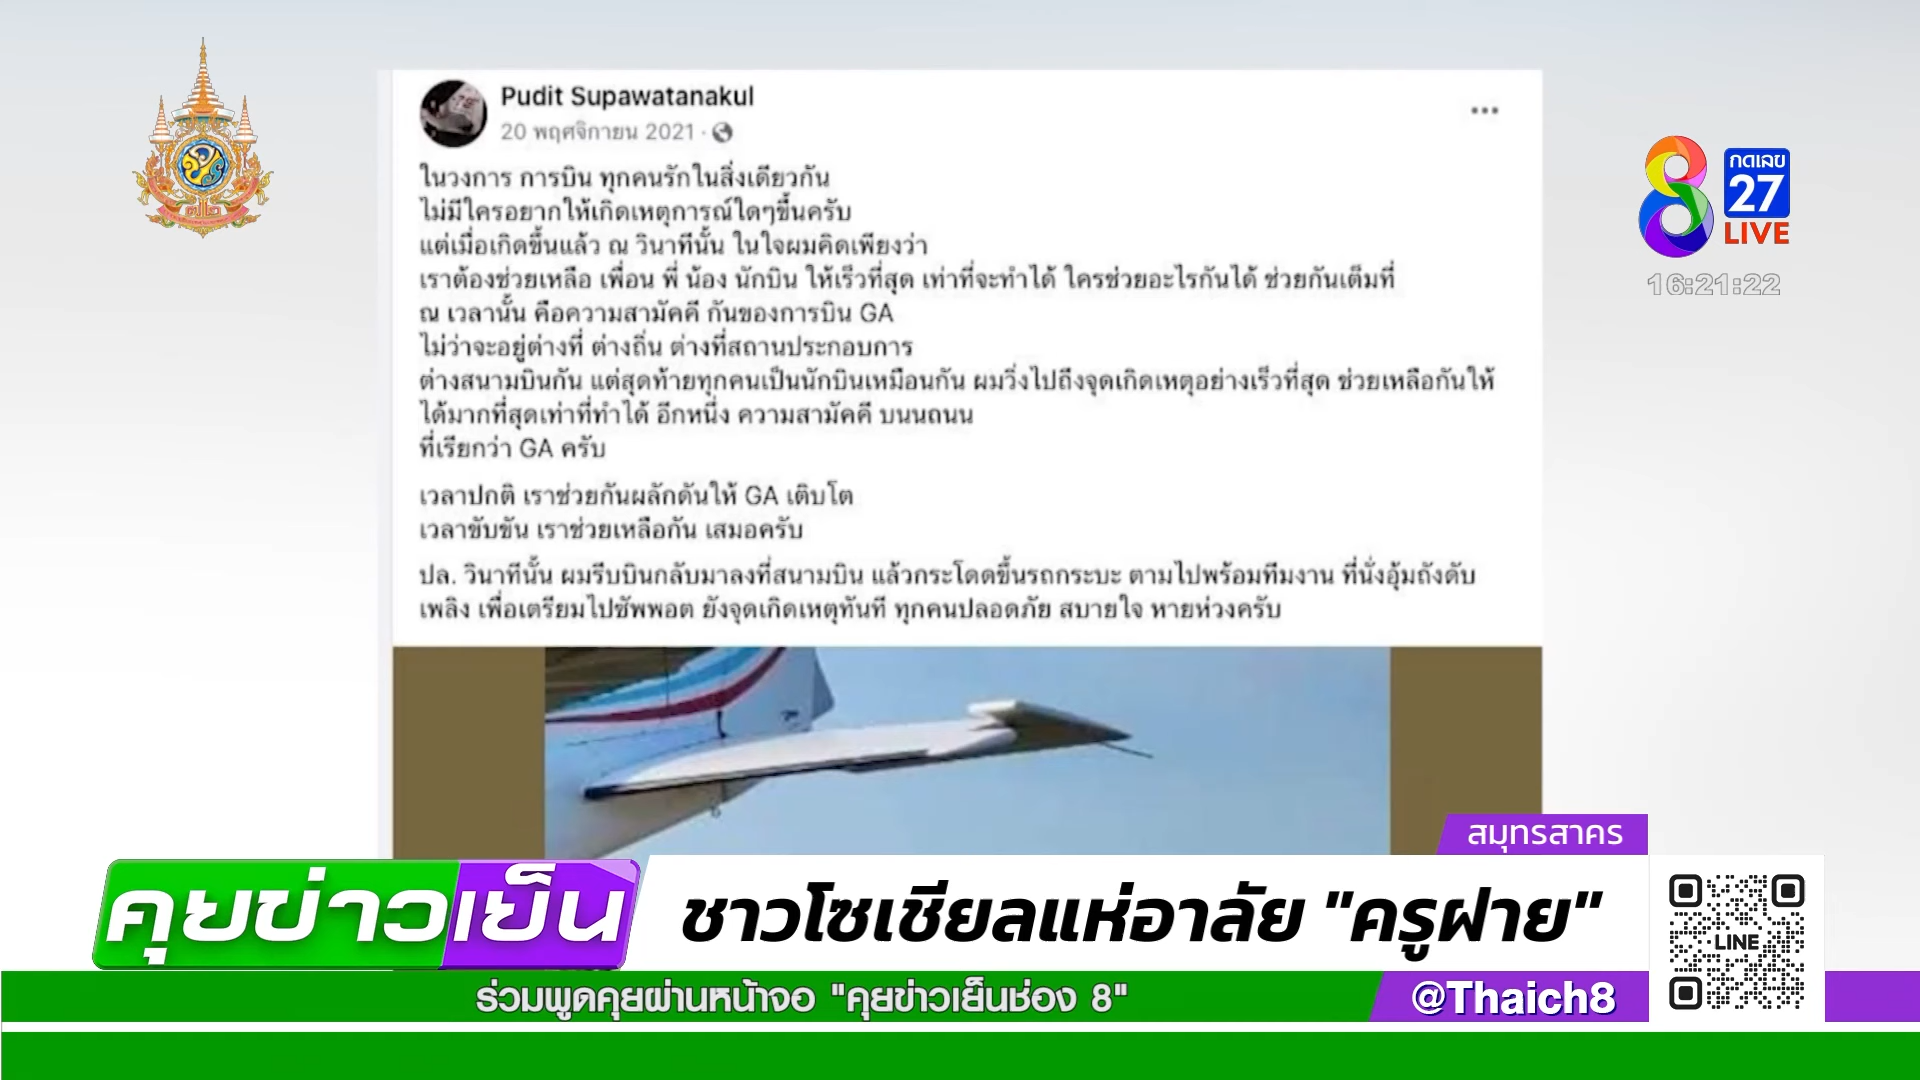 Pudit Supawatanakul
20 พฤศจิกายน 2021
กดเลข
27
LIVE
16:21:22
ในวงการ การบิน ทุกคนรักในสิ่งเดียวกัน
ไม่มีใครอยากให้เกิดเหตุการณ์ใดๆขึ้นครับ
แต่เมื่อเกิดขึ้นแล้ว ณ วินาทีนั้น ในใจผมคิดเพียงว่า
เราต้องช่วยเหลือ เพื่อน พี่ น้อง นักบิน ให้เร็วที่สุด เท่าที่จะทำได้ ใครช่วยอะไรกันได้ ช่วยกันเต็มที่
ณ เวลานั้น คือความสามัคคี กันของการบิน GA
ไม่ว่าจะอยู่ต่างที่ ต่างถิ่น ต่างที่สถานประกอบการ
ต่างสนามบินกัน แต่สุดท้ายทุกคนเป็นนักบินเหมือนกัน ผมวิ่งไปถึงจุดเกิดเหตุอย่างเร็วที่สุด ช่วยเหลือกันให้
ได้มากที่สุดเท่าที่ทำได้ อีกหนึ่ง ความสามัคคี บนนถนน
ที่เรียกว่า GA ครับ
เวลาปกติ เราช่วยกันผลักดันให้ GA เติบโต
เวลาขับขัน เราช่วยเหลือกัน เสมอครับ
ปล. วินาทีนั้น ผมรีบบินกลับมาลงที่สนามบิน แล้วกระโดดขึ้นรถกระบะ ตามไปพร้อมทีมงาน ที่นั่งอุ้มถังดับ
เพลิง เพื่อเตรียมไปซัพพอต ยังจุดเกิดเหตุทันที ทุกคนปลอดภัย สบายใจ หายห่วงครับ
สมุทรสาคร
คุยข่าวเย็น
ชาวโซเชียลแห่อาลัย "ครูฝาย"
LINE
ร่วมพูดคุยผ่านหน้าจอ "คุยข่าวเย็นช่อง 8"
@Thaich8